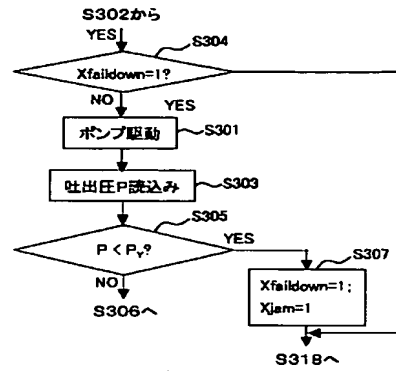 S302から
YES
S304
Xfaildown=1?
NO
YES
ポンプ駆動
S301
吐出圧P読込み
S303
S305
P < PY?
YES
S307
NO
Xfaildown=1;
Xjam=1
S306へ
S318へ